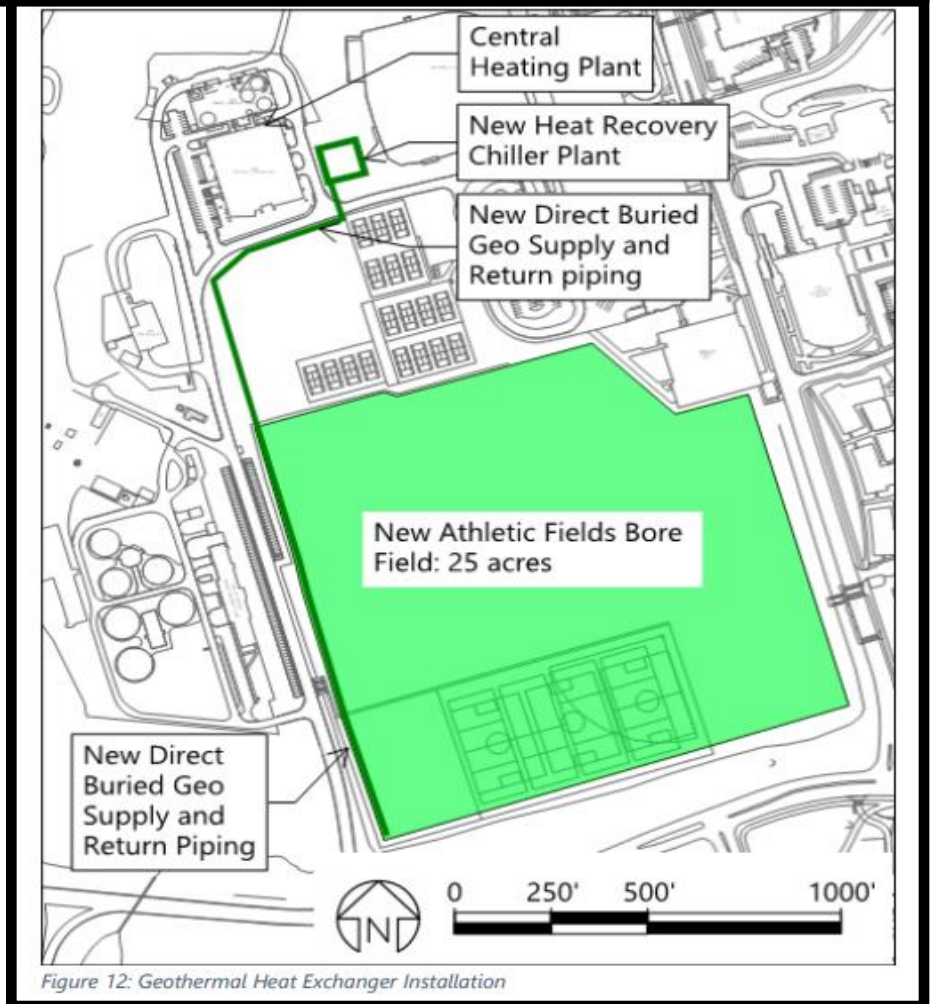 Central
Heating Plant
New Heat Recovery
Chiller Plant
New Direct Buried
Geo Supply and
Return piping
New Athletic Fields Bore
Field: 25 acres
New Direct
Buried Geo
Supply and
Return Piping
N
0 250' 500' 1000'
Figure 12: Geothermal Heat Exchanger Installation